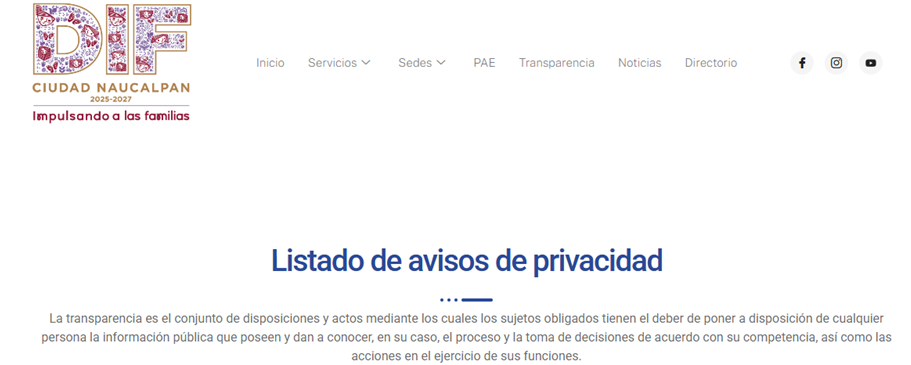 DIF
CIUDAD NAUCALPAN
2025-2027
Impulsando a las familias
Inicio Servicios Sedes PAE Transparencia Noticias Directorio
Listado de avisos de privacidad
La transparencia es el conjunto de disposiciones y actos mediante los cuales los sujetos obligados tienen el deber de poner a disposición de cualquier
persona la información pública que poseen y dan a conocer, en su caso, el proceso y la toma de decisiones de acuerdo con su competencia, así como las
acciones en el ejercicio de sus funciones.